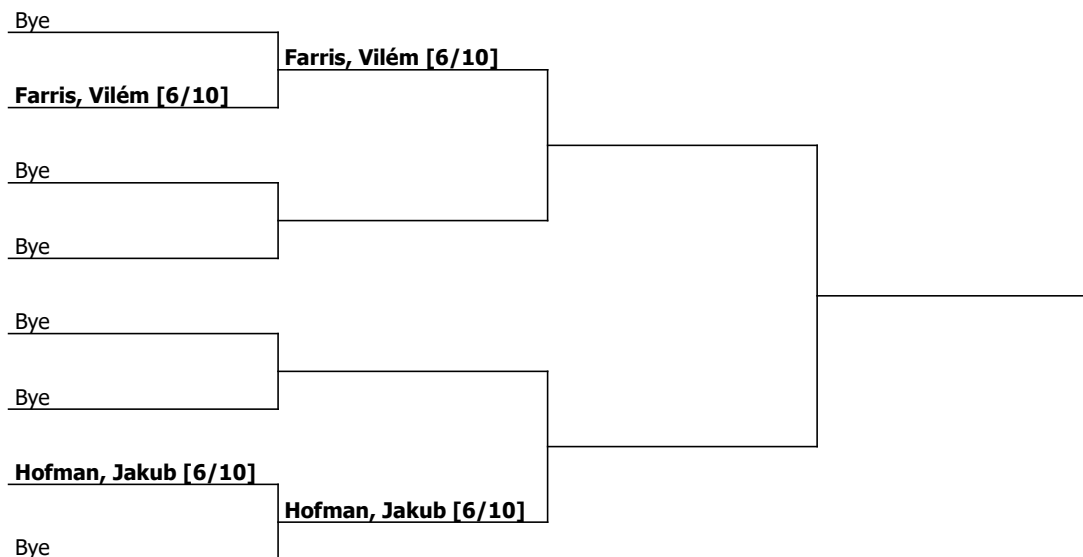 Bye
Farris, Vilém [6/10]
Farris, Vilém [6/10]
Bye
Bye
Bye
Bye
Hofman, Jakub [6/10]
Hofman, Jakub [6/10]
Bye